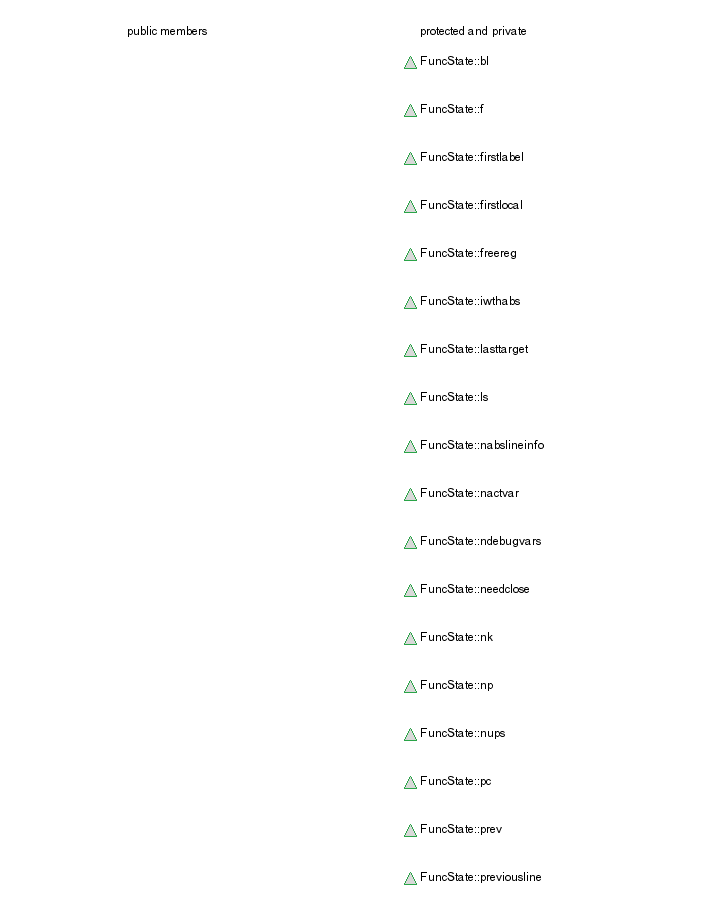 public members protected and private
FuncState::bl
FuncState::f
FuncState::firstlabel
FuncState::firstlocal
FuncState::freereg
FuncState::iwthabs
FuncState::lasttarget
FuncState::ls
FuncState::nabslineinfo
FuncState::nactvar
FuncState::ndebugvars
FuncState::needclose
FuncState::nk
FuncState::np
FuncState::nups
FuncState::pc
FuncState::prev
FuncState::previousline